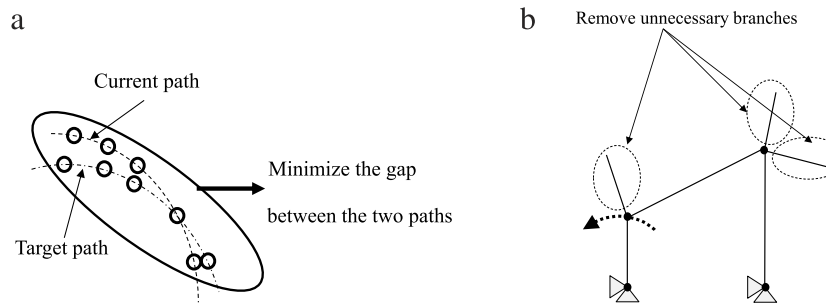 a
Current path
Target path
Minimize the gap
between the two paths
b
Remove unnecessary branches